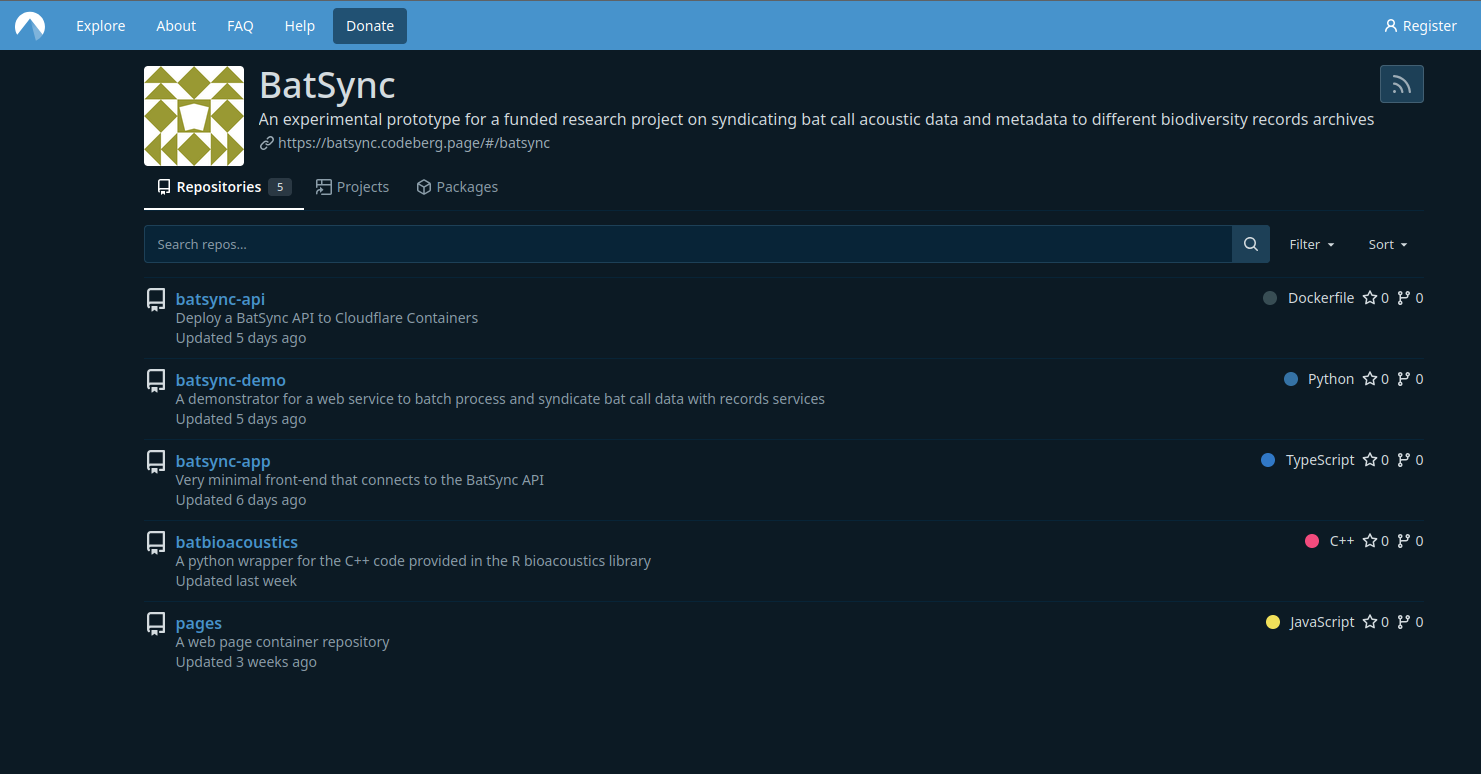 Explore About FAQ Help Donate Register
BatSync
An experimental prototype for a funded research project on syndicating bat call acoustic data and metadata to different biodiversity records archives
https://batsync.codeberg.page/#/batsync
Repositories 5 Projects Packages
Search repos... Filter Sort
batsync-api Dockerfile 0 0
Deploy a BatSync API to Cloudflare Containers
Updated 5 days ago
batsync-demo Python 0 0
A demonstrator for a web service to batch process and syndicate bat call data with records services
Updated 5 days ago
batsync-app TypeScript 0 0
Very minimal front-end that connects to the BatSync API
Updated 6 days ago
batbioacoustics C++ 0 0
A python wrapper for the C++ code provided in the R bioacoustics library
Updated last week
pages JavaScript 0 0
A web page container repository
Updated 3 weeks ago